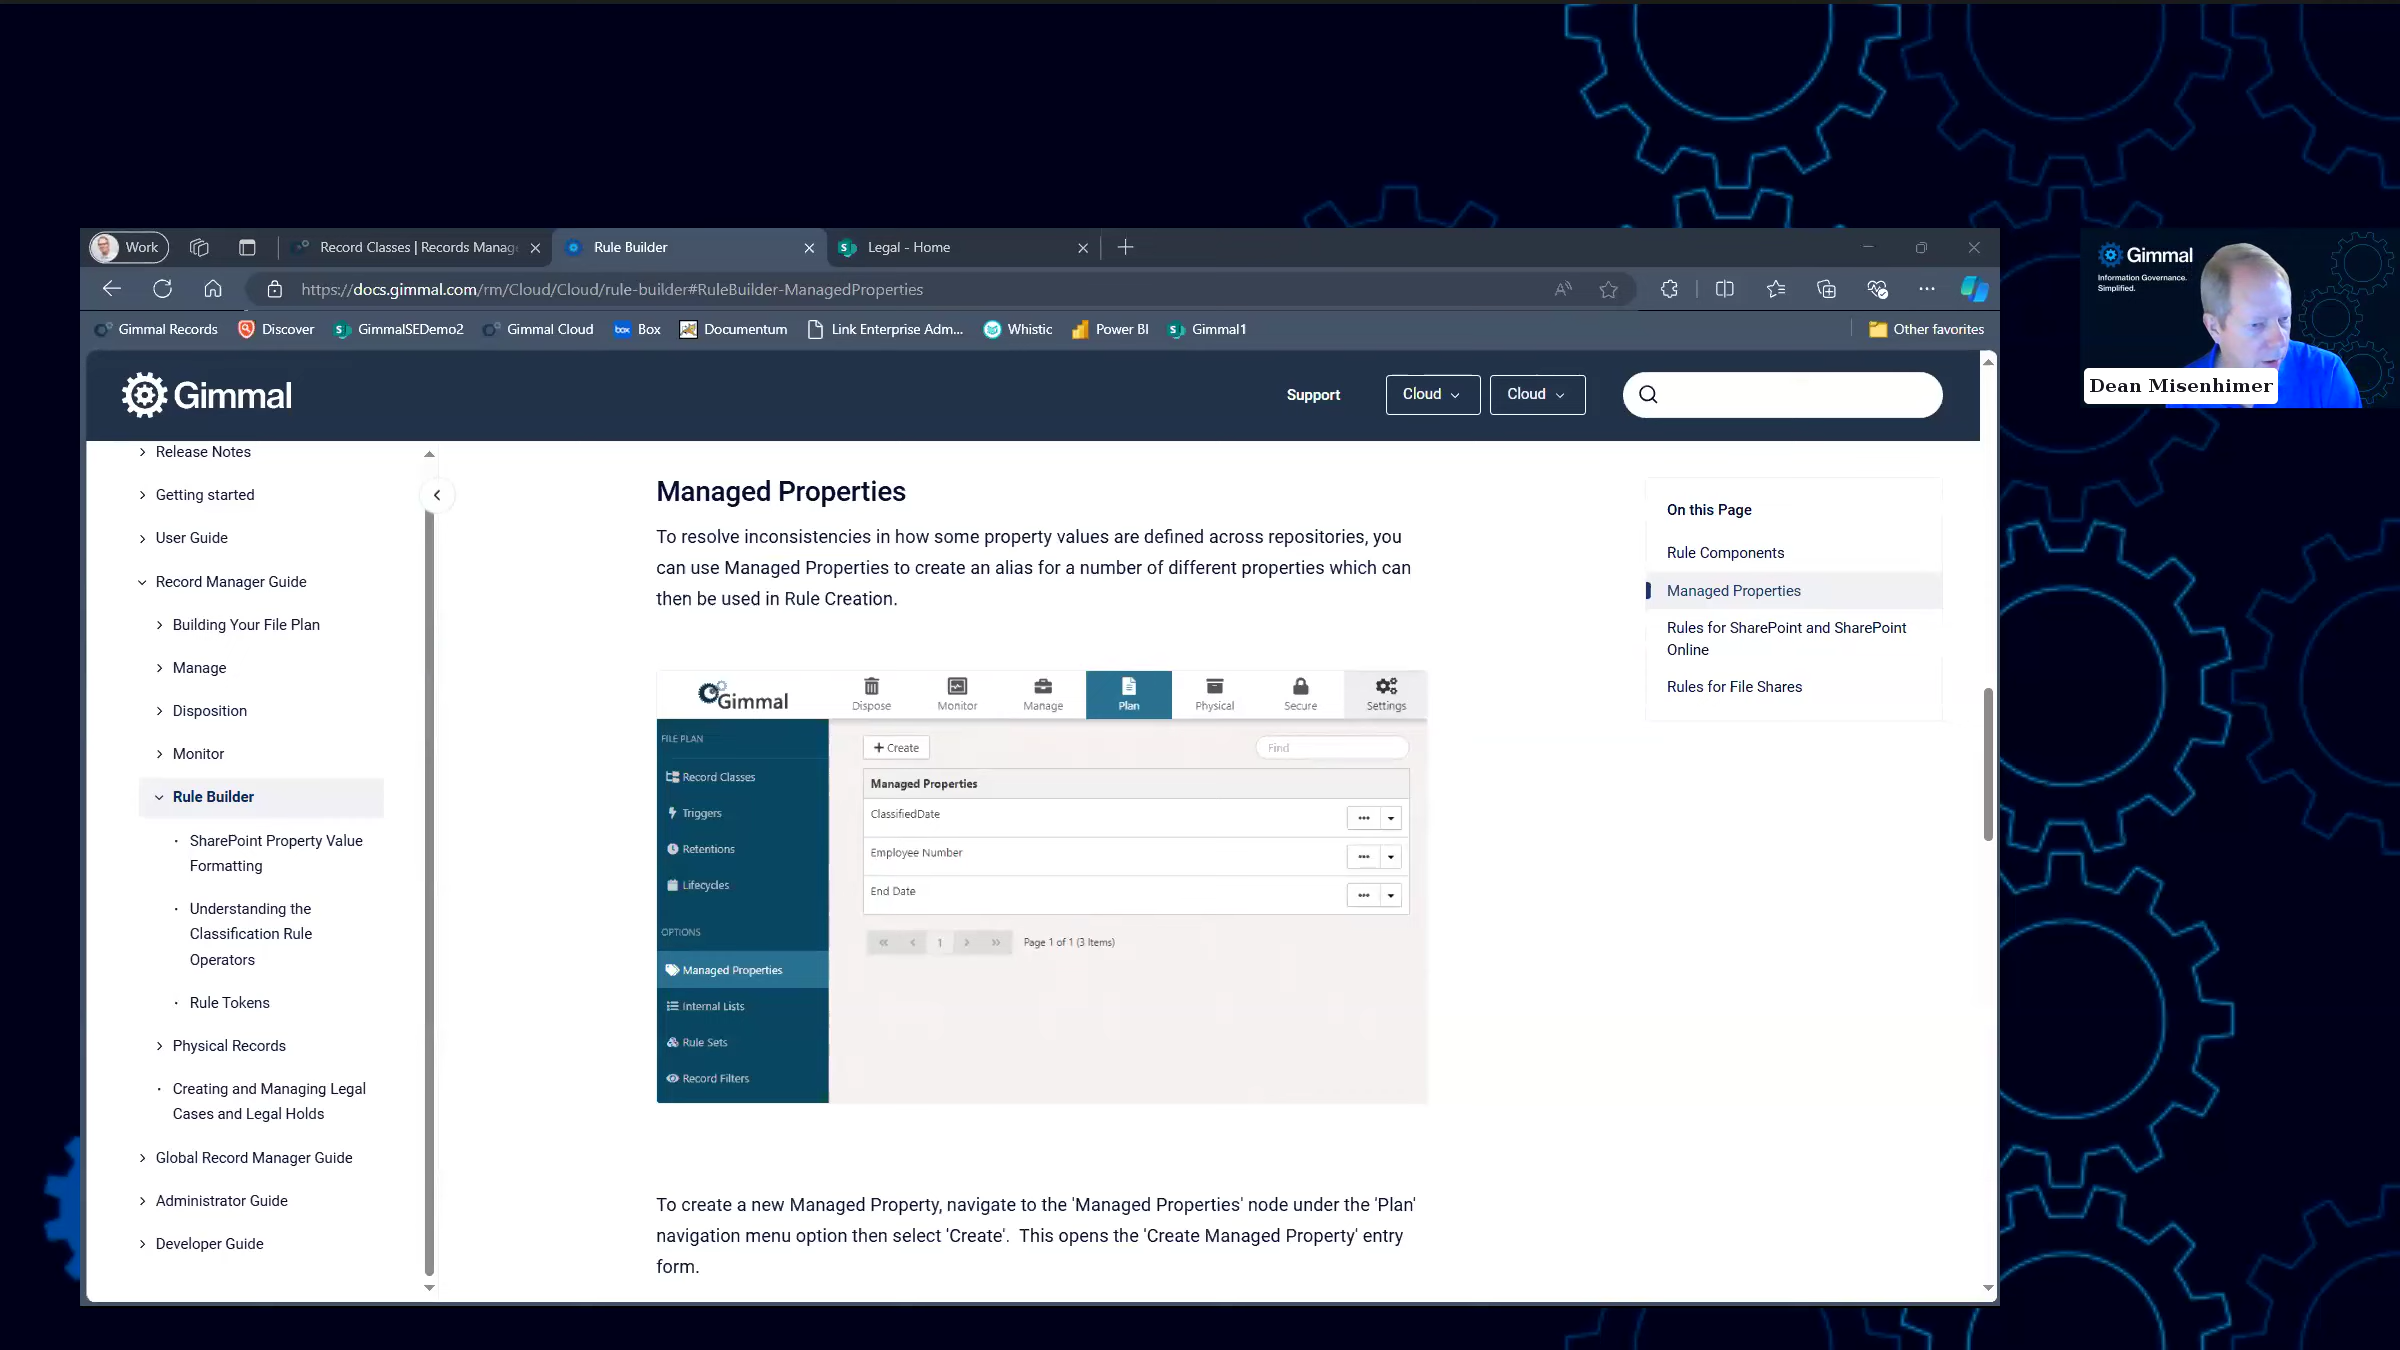 Work
Record Classes | Records Manag
Rule Builder
Legal - Home
https://docs.gimmal.com/rm/Cloud/Cloud/rule-builder#RuleBuilder-ManagedProperties
Gimmal Records
Discover
GimmalSEDemo2
Gimmal Cloud
box Box
Documentum
Link Enterprise Adm...
Whistic
Power BI
Gimmal1
Other favorites
Gimmal
Support
Cloud
Cloud
Release Notes
Getting started
User Guide
Record Manager Guide
Building Your File Plan
Manage
Disposition
Monitor
Rule Builder
SharePoint Property Value
Formatting
Understanding the
Classification Rule
Operators
Rule Tokens
Physical Records
Creating and Managing Legal
Cases and Legal Holds
Global Record Manager Guide
Administrator Guide
Developer Guide
Managed Properties
To resolve inconsistencies in how some property values are defined across repositories, you
can use Managed Properties to create an alias for a number of different properties which can
then be used in Rule Creation.
Gimmal
Dispose
Monitor
Manage
Plan
Physical
Secure
Settings
FILE PLAN
Record Classes
Triggers
Retentions
Lifecycles
OPTIONS
Managed Properties
Internal Lists
Rule Sets
Record Filters
+ Create
Find
Managed Properties
ClassifiedDate
Employee Number
End Date
« ‹ 1 › » Page 1 of 1 (3 Items)
To create a new Managed Property, navigate to the 'Managed Properties' node under the 'Plan'
navigation menu option then select 'Create'.  This opens the 'Create Managed Property' entry
form.
On this Page
Rule Components
Managed Properties
Rules for SharePoint and SharePoint
Online
Rules for File Shares
Gimmal
Information Governance.
Simplified.
Dean Misenhimer